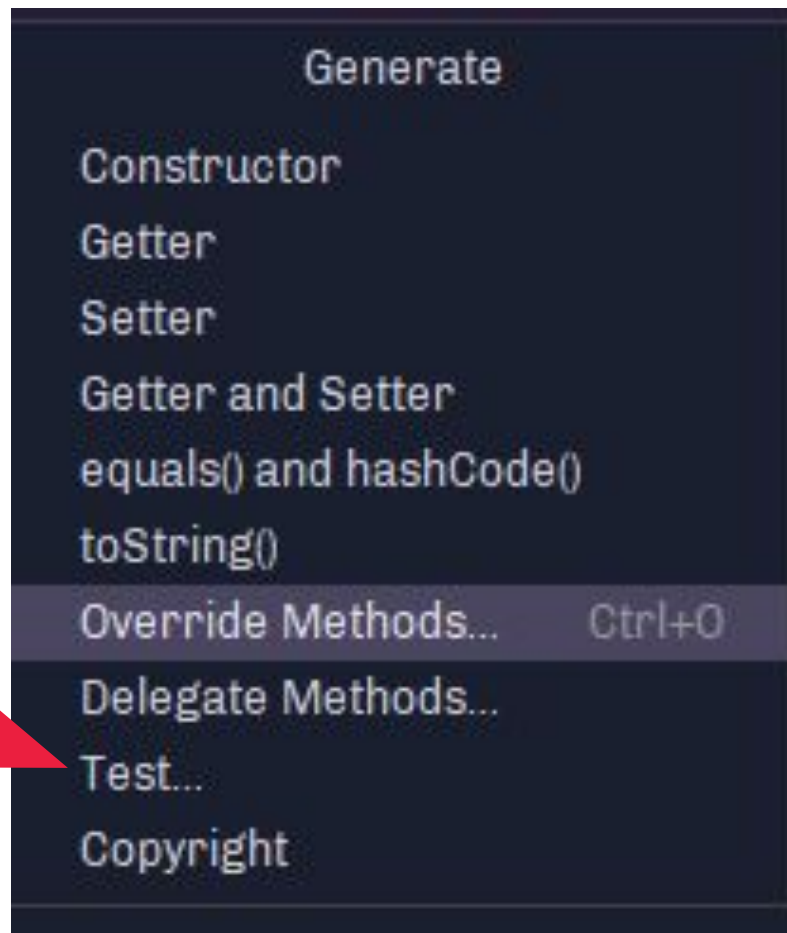 Generate
Constructor
Getter
Setter
Getter and Setter
equals() and hashCode()
toString()
Override Methods... Ctrl+O
Delegate Methods...
Test...
Copyright